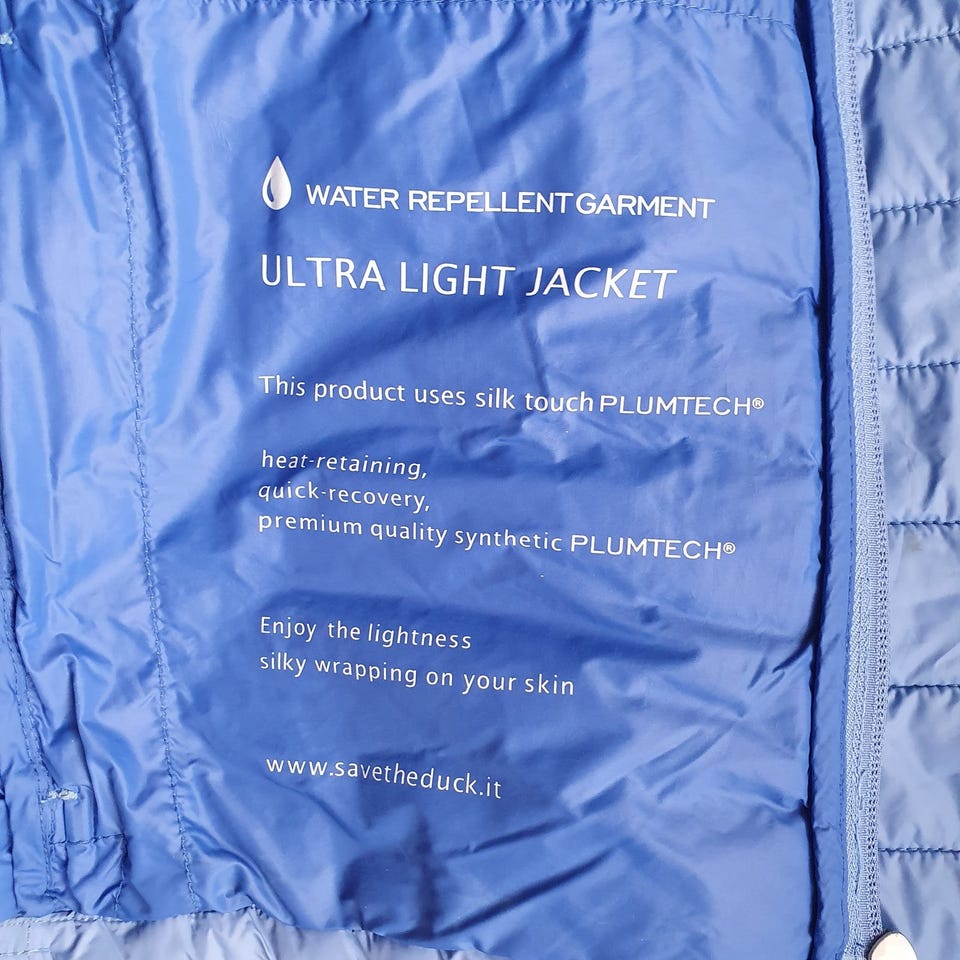 WATER REPELLENT GARMENT
ULTRA LIGHT JACKET
This product uses silk touch PLUMTECH®
heat-retaining,
quick-recovery,
premium quality synthetic PLUMTECH®
Enjoy the lightness
silky wrapping on your skin
www.savetheduck.it